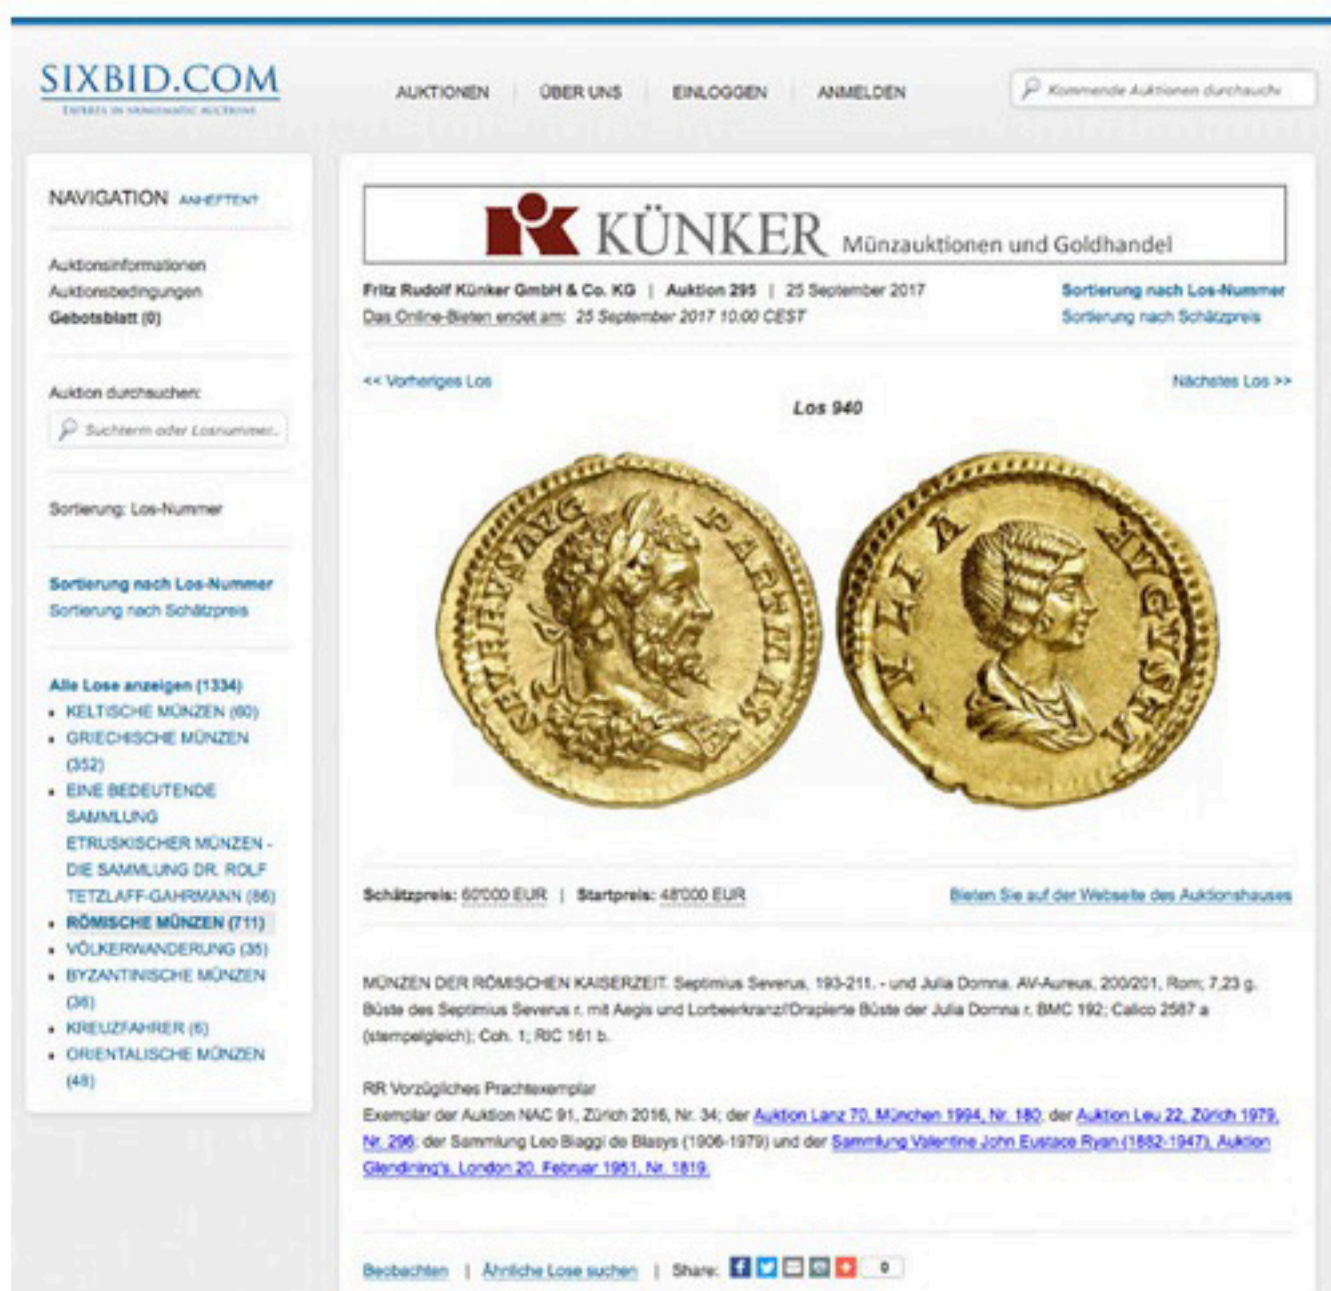 SIXBID.COM
EXPERTS IN NUMISMATIC AUCTIONS
AUKTIONEN
ÜBER UNS
EINLOGGEN
ANMELDEN
Kommende Auktionen durchsuche
NAVIGATION ANHEFTEN?
Auktionsinformationen
Auktionsbedingungen
Gebotsblatt (0)
Auktion durchsuchen:
Suchterm oder Losnummer..
Sortierung: Los-Nummer
Sortierung nach Los-Nummer
Sortierung nach Schätzpreis
Alle Lose anzeigen (1334)
KELTISCHE MÜNZEN (60)
GRIECHISCHE MÜNZEN
(352)
EINE BEDEUTENDE
SAMMLUNG
ETRUSKISCHER MÜNZEN -
DIE SAMMLUNG DR. ROLF
TETZLAFF-GAHRMANN (86)
RÖMISCHE MÜNZEN (711)
VÖLKERWANDERUNG (35)
BYZANTINISCHE MÜNZEN
(36)
KREUZFAHRER (6)
ORIENTALISCHE MÜNZEN
(48)
KÜNKER Münzauktionen und Goldhandel
Fritz Rudolf Künker GmbH & Co. KG | Auktion 295 | 25 September 2017
Das Online-Bieten endet am: 25 September 2017 10:00 CEST
Sortierung nach Los-Nummer
Sortierung nach Schätzpreis
<< Vorheriges Los
Nächstes Los >>
Los 940
SEVERVS AVG PART MAX
IVLIA AVGVSTA
Schätzpreis: 60'000 EUR | Startpreis: 48'000 EUR
Bieten Sie auf der Webseite des Auktionshauses
MÜNZEN DER RÖMISCHEN KAISERZEIT. Septimius Severus, 193-211. - und Julia Domna. AV-Aureus, 200/201, Rom; 7,23 g.
Büste des Septimius Severus r. mit Aegis und Lorbeerkranz//Drapierte Büste der Julia Domna r. BMC 192; Calico 2587 a
(stempelgleich); Coh. 1; RIC 161 b.
RR Vorzügliches Prachtexemplar
Exemplar der Auktion NAC 91, Zürich 2016, Nr. 34; der Auktion Lanz 70, München 1994, Nr. 180, der Auktion Leu 22, Zürich 1979,
Nr. 296; der Sammlung Leo Biaggi de Blasys (1906-1979) und der Sammlung Valentine John Eustace Ryan (1882-1947), Auktion
Glendining's, London 20. Februar 1951, Nr. 1819.
Beobachten | Ähnliche Lose suchen | Share: 0